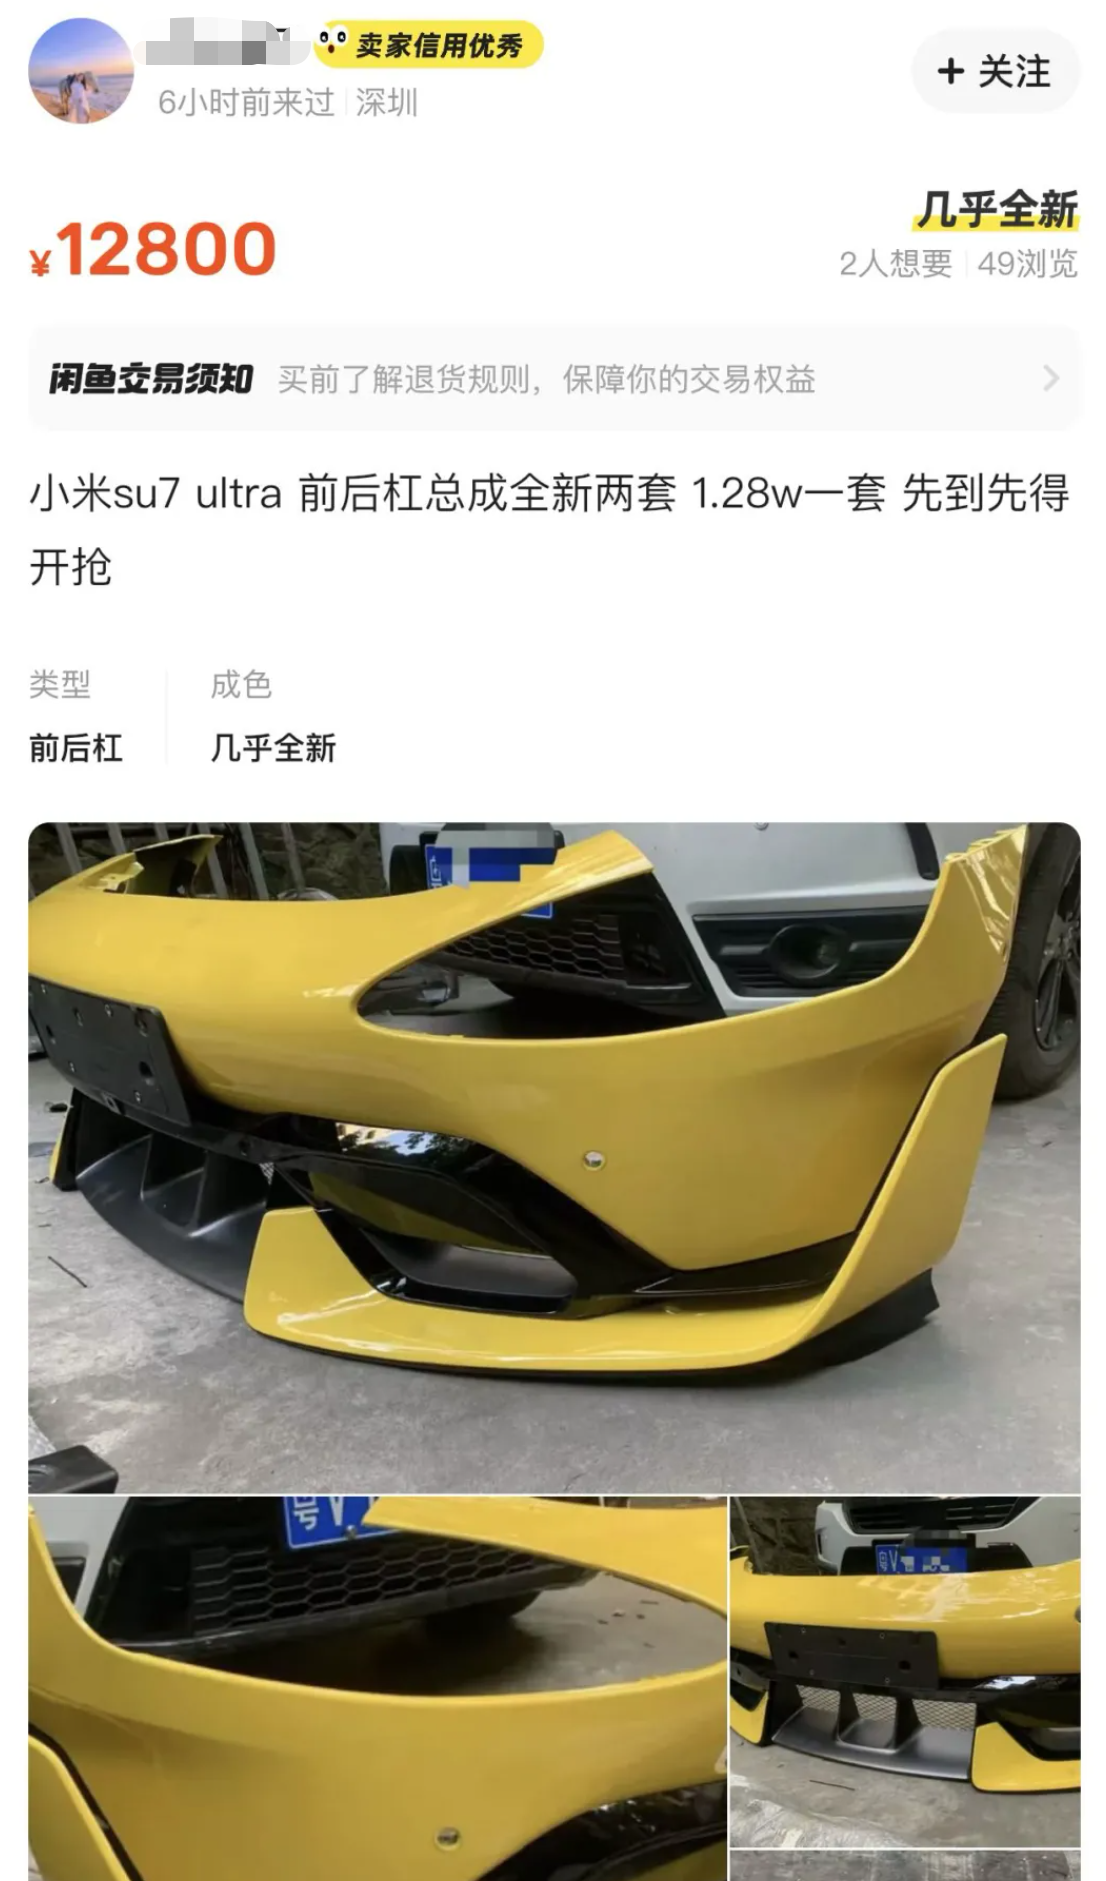 卖家信用优秀
6小时前来过 深圳
+ 关注
¥12800
几乎全新
2人想要 49浏览
闲鱼交易须知 买前了解退货规则，保障你的交易权益
小米su7 ultra 前后杠总成全新两套 1.28w一套 先到先得
开抢
类型 成色
前后杠 几乎全新
粤V
粤V